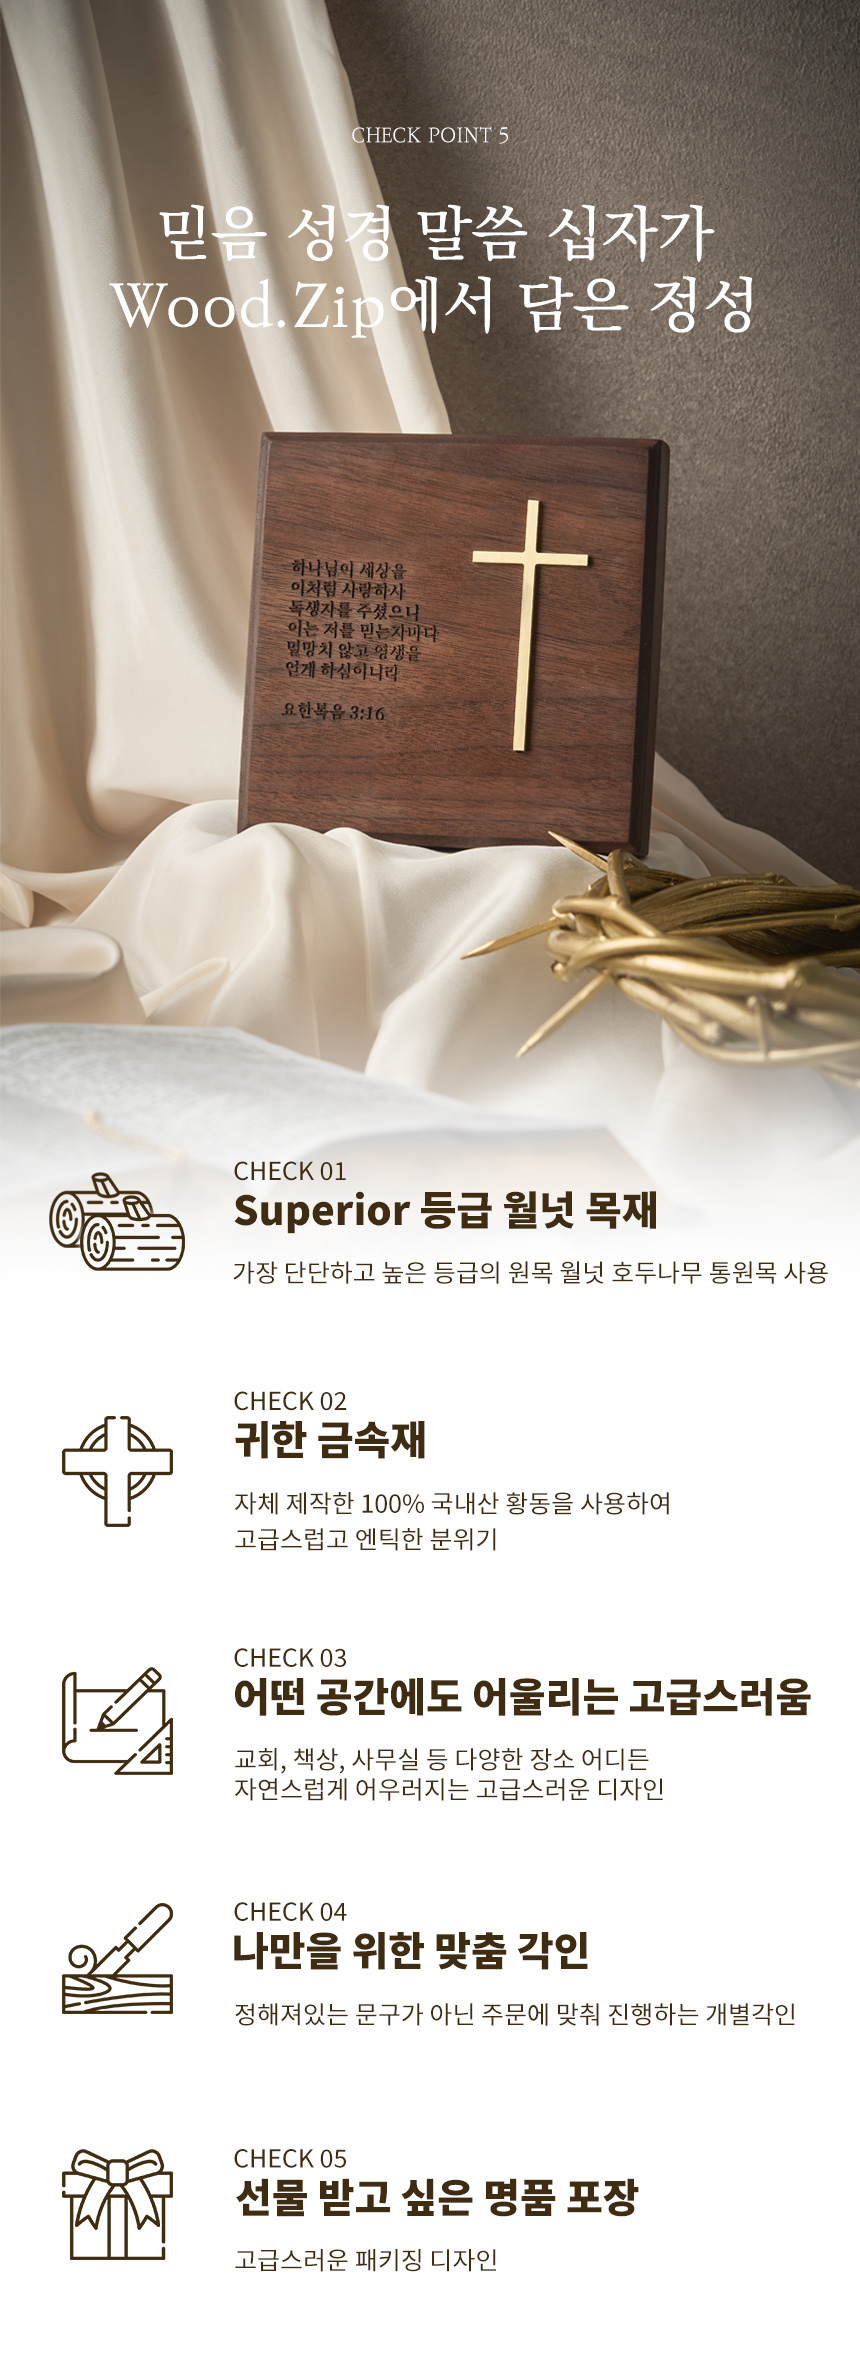 CHECK POINT 5
믿음 성경 말씀 십자가
Wood.Zip에서 담은 정성
하나님이 세상을
이처럼 사랑하사
독생자를 주셨으니
이는 저를 믿는자마다
멸망치 않고 영생을
얻게 하심이니라
요한복음 3:16
CHECK 01
Superior 등급 월넛 목재
가장 단단하고 높은 등급의 원목 월넛 호두나무 통원목 사용
CHECK 02
귀한 금속재
자체 제작한 100% 국내산 황동을 사용하여
고급스럽고 엔틱한 분위기
CHECK 03
어떤 공간에도 어울리는 고급스러움
교회, 책상, 사무실 등 다양한 장소 어디든
자연스럽게 어우러지는 고급스러운 디자인
CHECK 04
나만을 위한 맞춤 각인
정해져있는 문구가 아닌 주문에 맞춰 진행하는 개별각인
CHECK 05
선물 받고 싶은 명품 포장
고급스러운 패키징 디자인